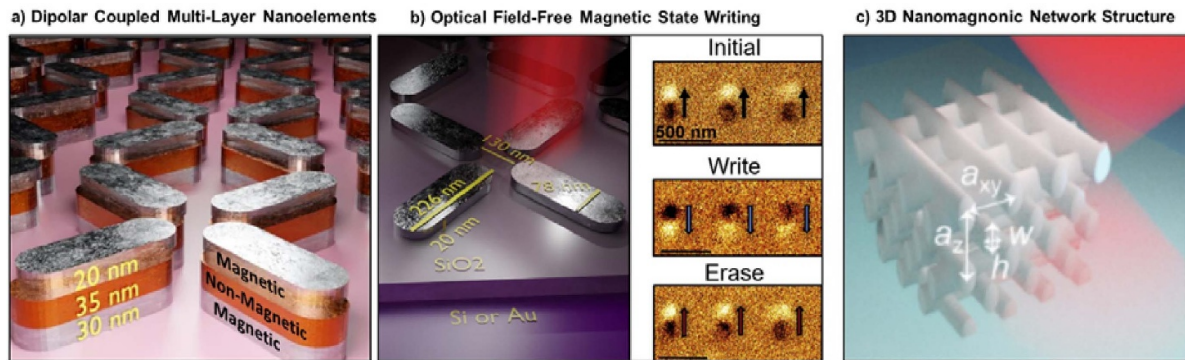 a) Dipolar Coupled Multi-Layer Nanoelements
20 nm
35 nm
30 nm
Magnetic
Non-Magnetic
Magnetic
b) Optical Field-Free Magnetic State Writing
130 nm
226 nm
78 nm
20 nm
SiO2
Si or Au
Initial
500 nm
Write
Erase
c) 3D Nanomagnonic Network Structure
a_xy
a_z
w
h